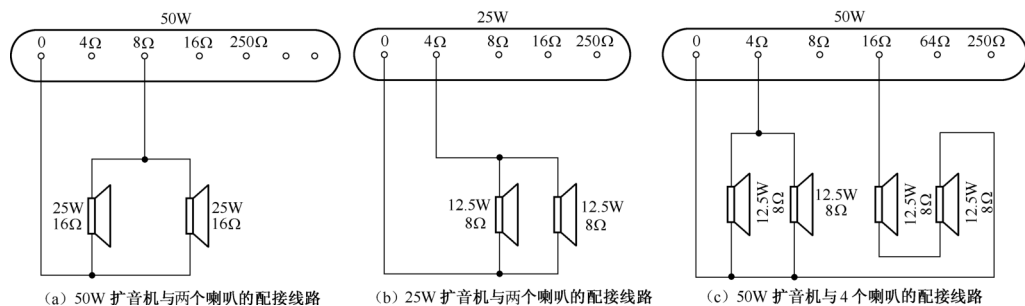 50W
0 4Ω 8Ω 16Ω 250Ω
25W
16Ω
25W
16Ω
(a) 50W 扩音机与两个喇叭的配接线路
25W
0 4Ω 8Ω 16Ω 250Ω
12.5W
8Ω
12.5W
8Ω
(b) 25W 扩音机与两个喇叭的配接线路
50W
0 4Ω 8Ω 16Ω 64Ω 250Ω
12.5W
8Ω
12.5W
8Ω
12.5W
8Ω
12.5W
8Ω
(c) 50W 扩音机与4个喇叭的配接线路